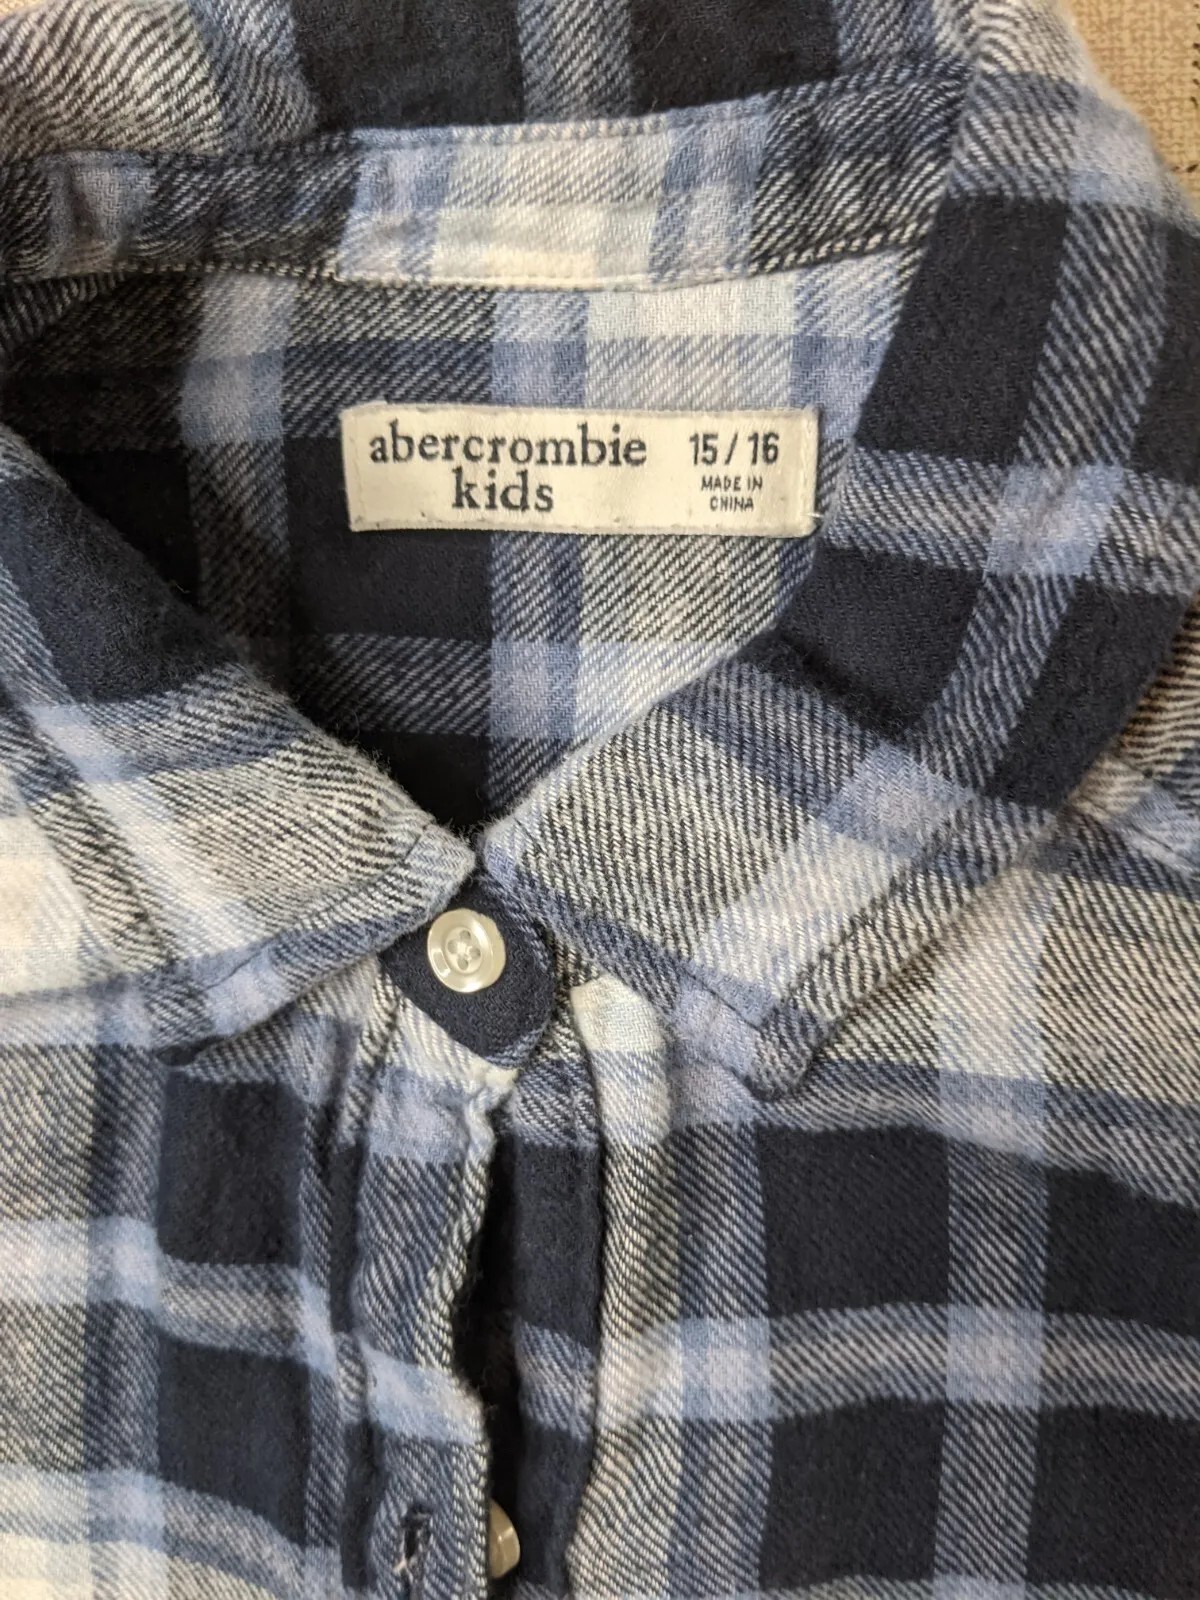 abercrombie
kids
15 / 16
MADE IN
CHINA